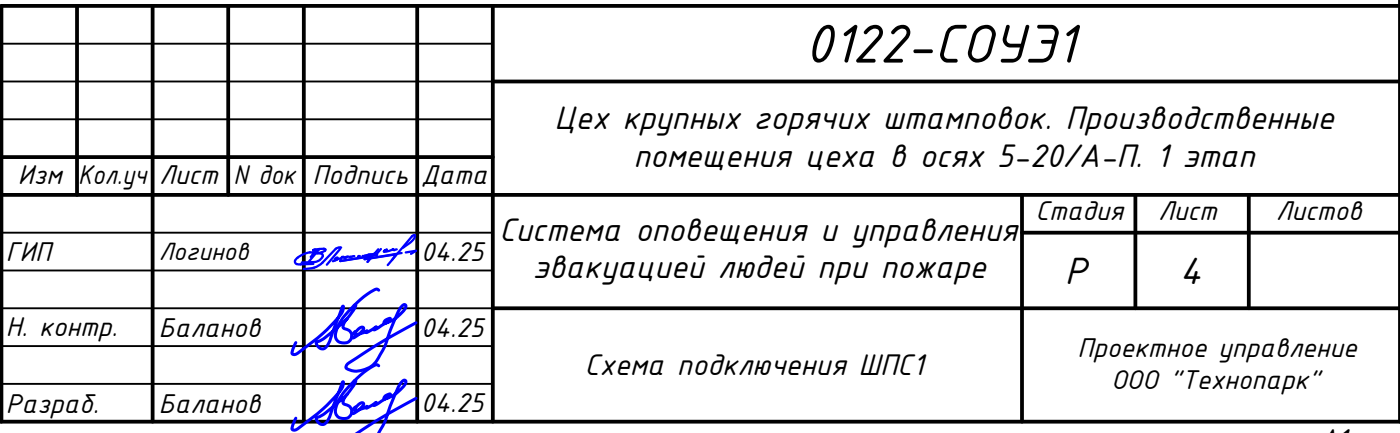 0122-СОУЭ1
Цех крупных горячих штамповок. Производственные
помещения цеха в осях 5-20/А-П. 1 этап
Изм Кол.уч Лист N док Подпись Дата
Система оповещения и управления
эвакуацией людей при пожаре
Стадия Лист Листов
Р 4
ГИП Логинов 04.25
Н. контр. Баланов 04.25
Разраб. Баланов 04.25
Схема подключения ШПС1
Проектное управление
ООО "Технопарк"